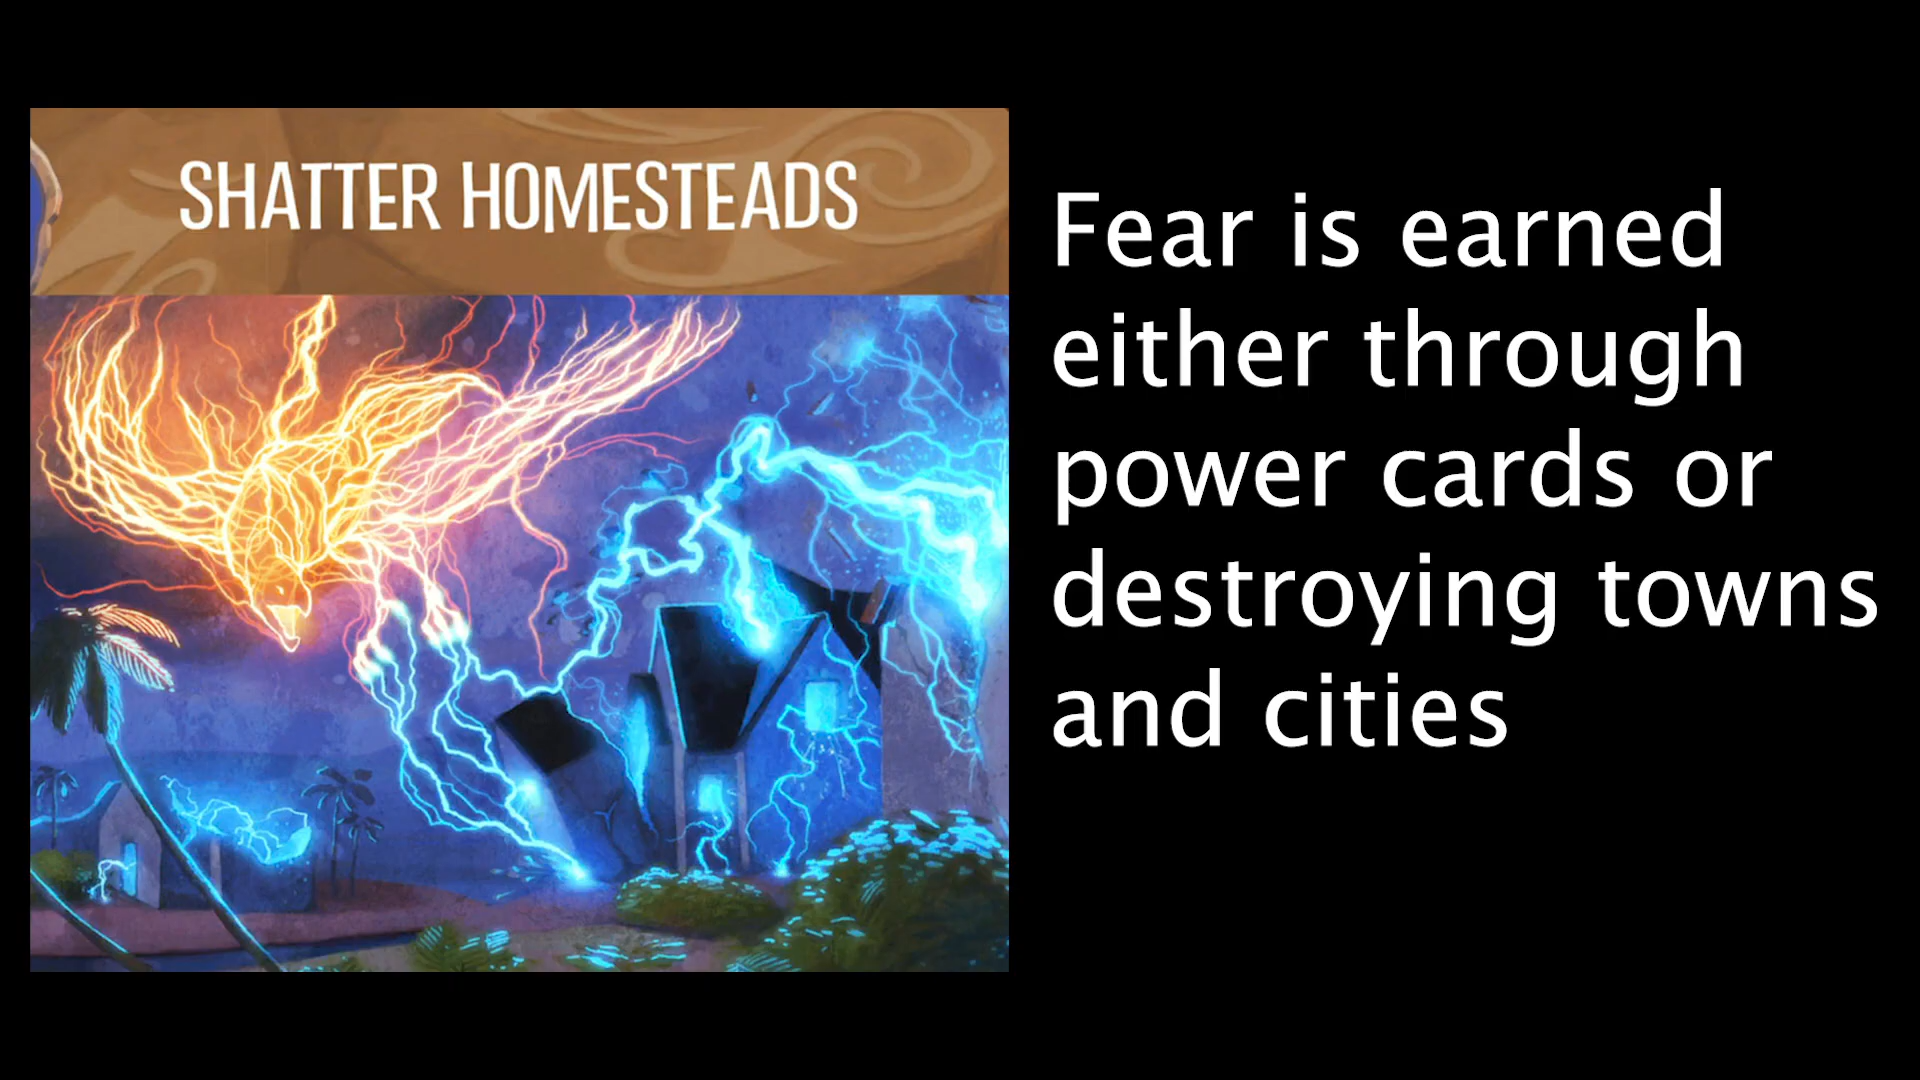 SHATTER HOMESTEADS
Fear is earned
either through
power cards or
destroying towns
and cities